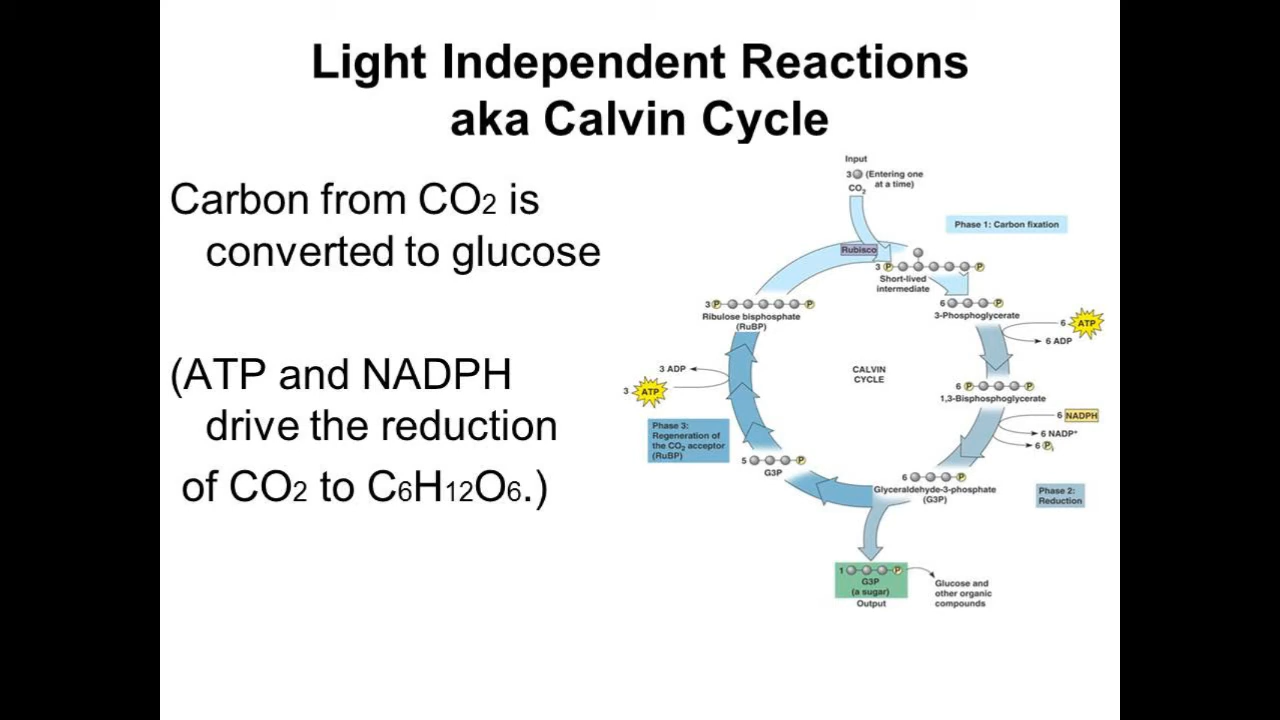 Light Independent Reactions
aka Calvin Cycle
Carbon from CO2 is
converted to glucose
(ATP and NADPH
drive the reduction
of CO2 to C6H12O6.)
Input
3 (Entering one
at a time)
CO2
Phase 1: Carbon fixation
Rubisco
3 P P
Short-lived
intermediate
3 P P
Ribulose bisphosphate
(RuBP)
6 P
3-Phosphoglycerate
6 ATP
6 ADP
CALVIN
CYCLE
3 ADP
3 ATP
6 P P
1,3-Bisphosphoglycerate
6 NADPH
6 NADP+
6 Pi
Phase 3:
Regeneration of
the CO2 acceptor
(RuBP)
5 P
G3P
6 P
Glyceraldehyde-3-phosphate
(G3P)
Phase 2:
Reduction
1 P
G3P
(a sugar)
Output
Glucose and
other organic
compounds